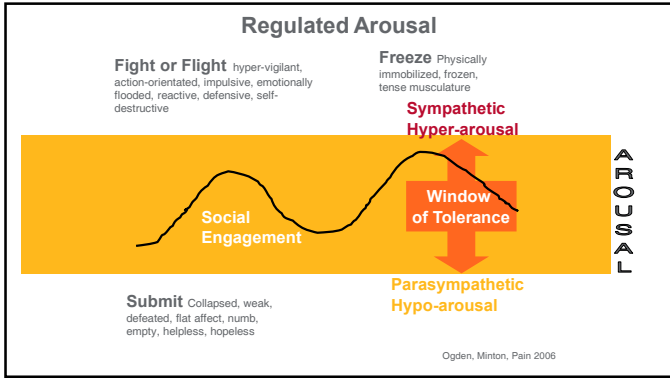 Regulated Arousal
Fight or Flight hyper-vigilant,
action-orientated, impulsive, emotionally
flooded, reactive, defensive, self-
destructive
Freeze Physically
immobilized, frozen,
tense musculature
Sympathetic
Hyper-arousal
Social
Engagement
Window
of Tolerance
AROUSAL
Parasympathetic
Hypo-arousal
Submit Collapsed, weak,
defeated, flat affect, numb,
empty, helpless, hopeless
Ogden, Minton, Pain 2006